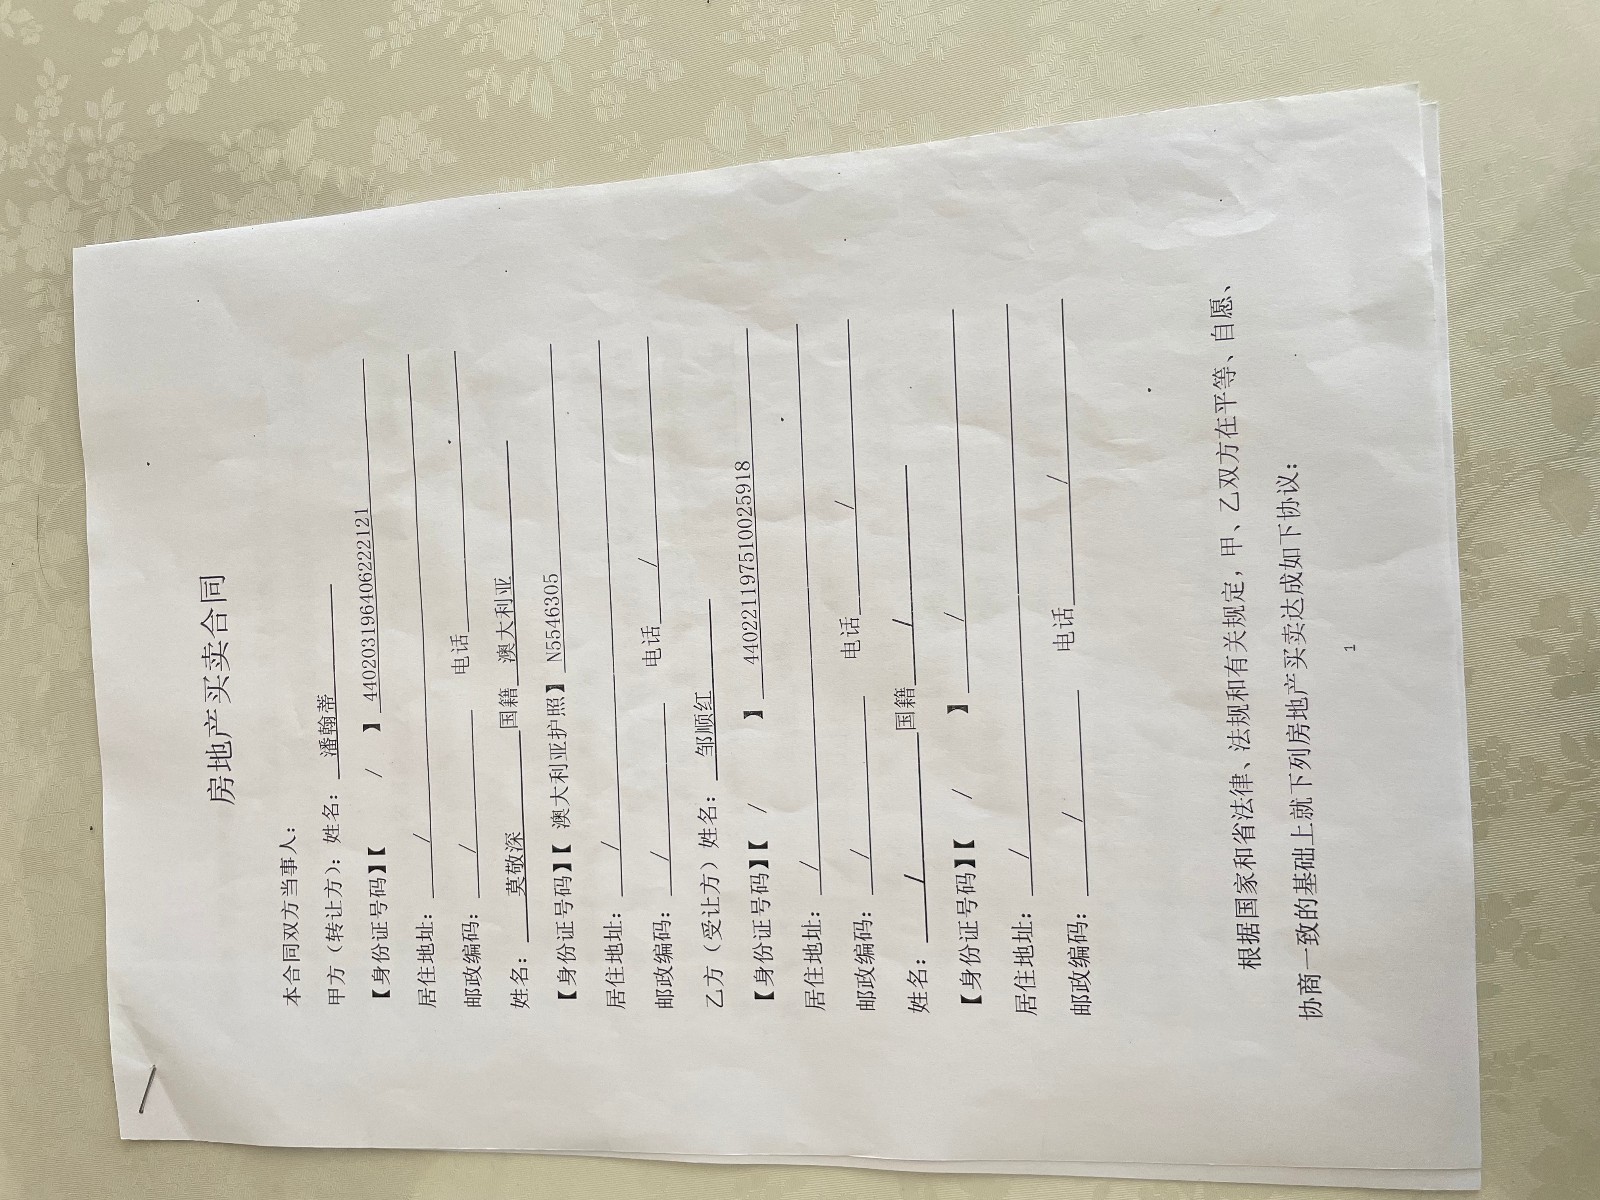 房地产买卖合同
本合同双方当事人：
甲方（转让方）：姓名：潘翰蒂
【身份证号码】【 / 】440203196406222121
居住地址： /
邮政编码： / 电话
姓名：莫敬深 国籍 澳大利亚
【身份证号码】【 澳大利亚护照】N5546305
居住地址： /
邮政编码： / 电话 /
乙方（受让方）姓名：邹顺红
【身份证号码】【 / 】440221197510025918
居住地址： /
邮政编码： / 电话 /
姓名： / 国籍 /
【身份证号码】【 / 】 /
居住地址： /
邮政编码： / 电话 /
根据国家和省法律、法规和有关规定，甲、乙双方在平等、自愿、
协商一致的基础上就下列房地产买卖达成如下协议：
1